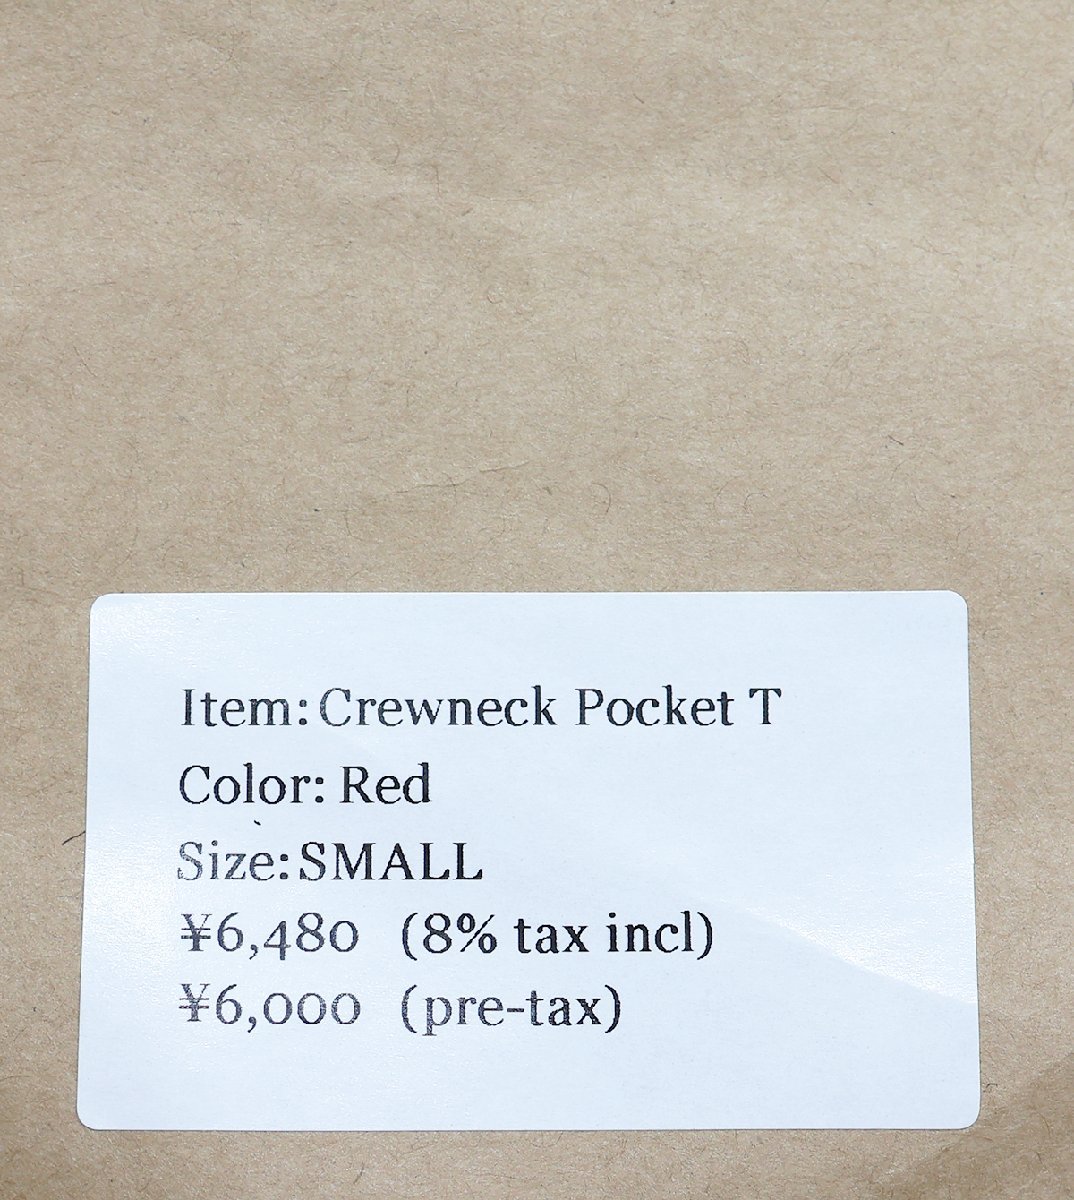 Item: Crewneck Pocket T
Color: Red
Size: SMALL
¥6,480 (8% tax incl)
¥6,000 (pre-tax)